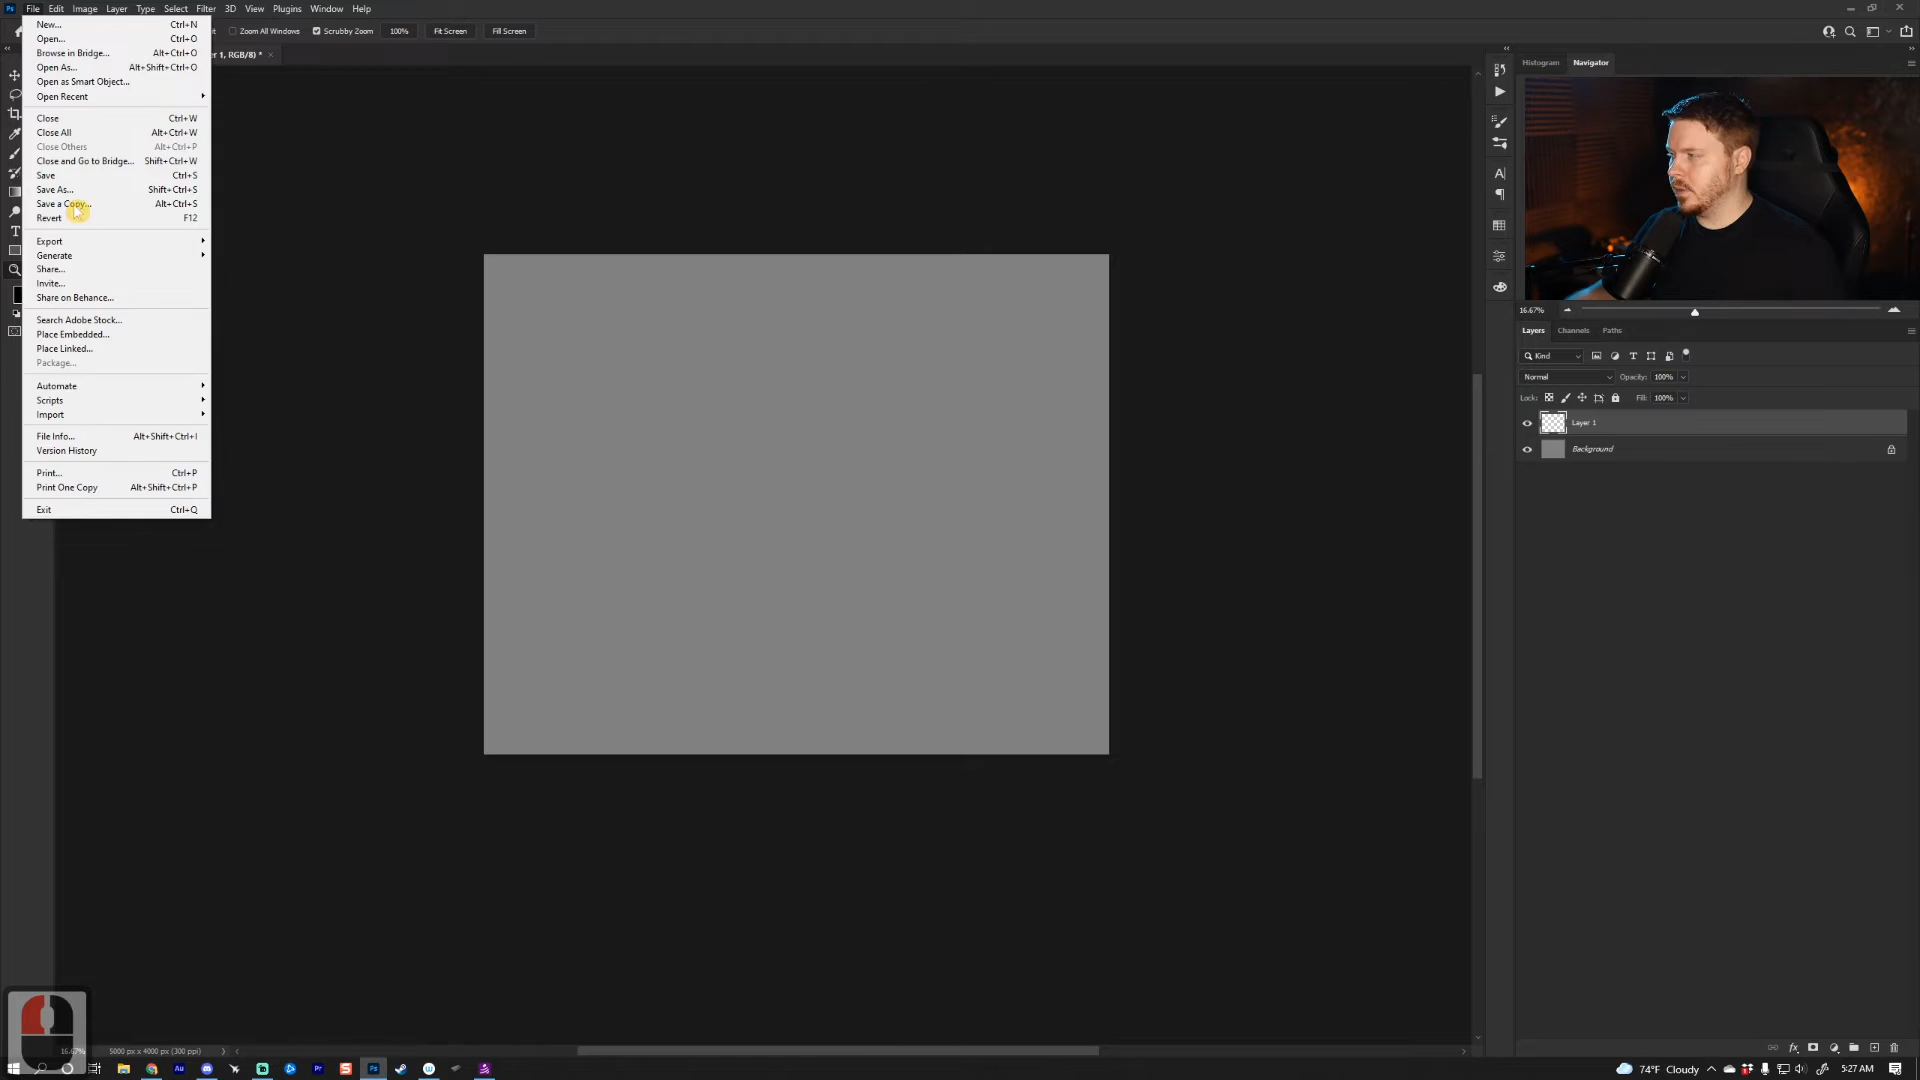 Ps File Edit Image Layer Type Select Filter 3D View Plugins Window Help
Zoom All Windows Scrubby Zoom 100% Fit Screen Fill Screen
r 1, RGB/8) * ×
New... Ctrl+N
Open... Ctrl+O
Browse in Bridge... Alt+Ctrl+O
Open As... Alt+Shift+Ctrl+O
Open as Smart Object...
Open Recent
Close Ctrl+W
Close All Alt+Ctrl+W
Close Others Alt+Ctrl+P
Close and Go to Bridge... Shift+Ctrl+W
Save Ctrl+S
Save As... Shift+Ctrl+S
Save a Copy... Alt+Ctrl+S
Revert F12
Export
Generate
Share...
Invite...
Share on Behance...
Search Adobe Stock...
Place Embedded...
Place Linked...
Package...
Automate
Scripts
Import
File Info... Alt+Shift+Ctrl+I
Version History
Print... Ctrl+P
Print One Copy Alt+Shift+Ctrl+P
Exit Ctrl+Q
Histogram Navigator
16.67%
Layers Channels Paths
Kind
Normal Opacity: 100%
Lock: Fill: 100%
Layer 1
Background
fx
16.67% 5000 px x 4000 px (300 ppi)
Au Pr S Ps
74°F Cloudy 5:27 AM